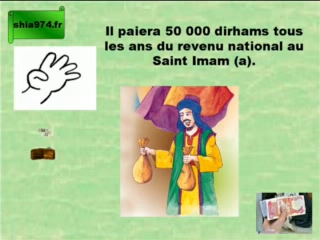 shia974.fr
Il paiera 50 000 dirhams tous
les ans du revenu national au
Saint Imam (a).